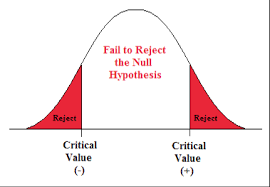 Fail to Reject
the Null
Hypothesis
Reject
Reject
Critical
Value
(-)
Critical
Value
(+)